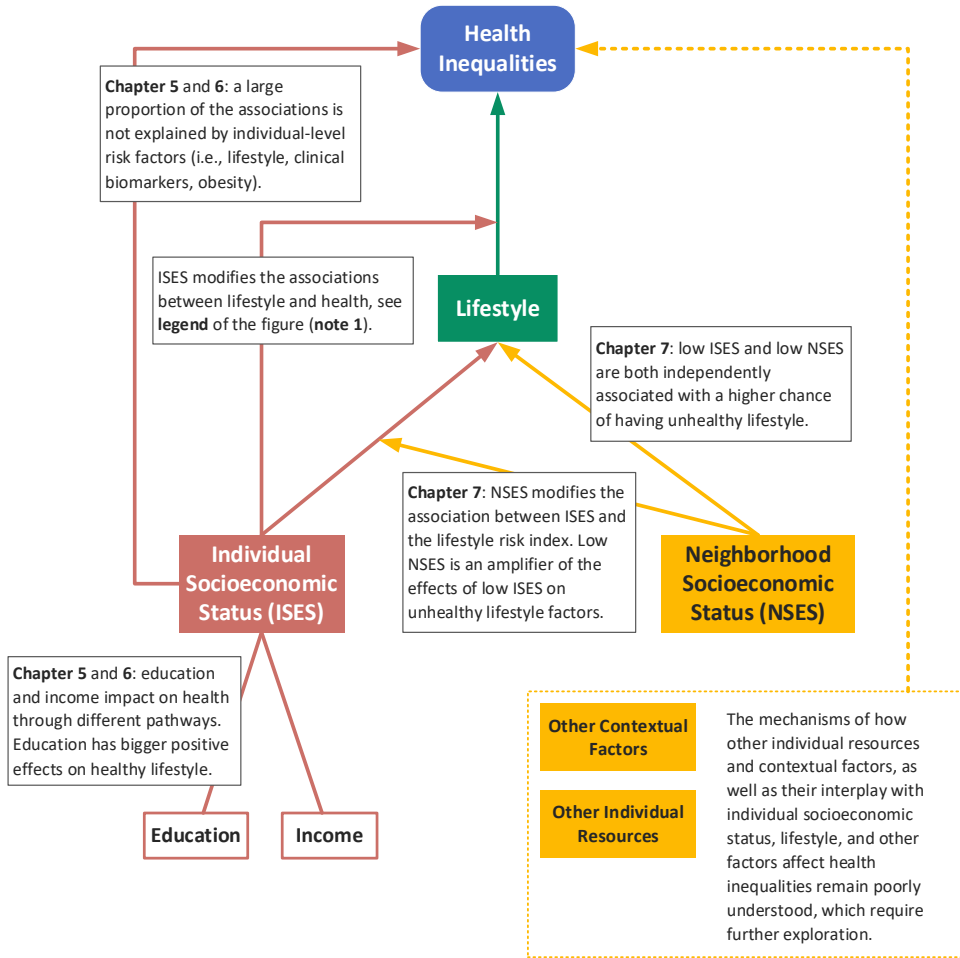 Health
Inequalities
Chapter 5 and 6: a large
proportion of the associations is
not explained by individual-level
risk factors (i.e., lifestyle, clinical
biomarkers, obesity).
ISES modifies the associations
between lifestyle and health, see
legend of the figure (note 1).
Lifestyle
Chapter 7: low ISES and low NSES
are both independently
associated with a higher chance
of having unhealthy lifestyle.
Chapter 7: NSES modifies the
association between ISES and
the lifestyle risk index. Low
NSES is an amplifier of the
effects of low ISES on
unhealthy lifestyle factors.
Individual
Socioeconomic
Status (ISES)
Neighborhood
Socioeconomic
Status (NSES)
Chapter 5 and 6: education
and income impact on health
through different pathways.
Education has bigger positive
effects on healthy lifestyle.
Education
Income
Other Contextual
Factors
Other Individual
Resources
The mechanisms of how
other individual resources
and contextual factors, as
well as their interplay with
individual socioeconomic
status, lifestyle, and other
factors affect health
inequalities remain poorly
understood, which require
further exploration.